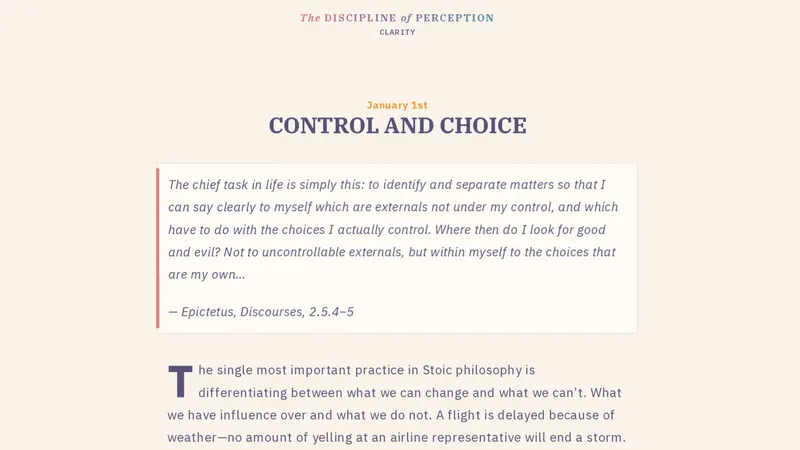 The DISCIPLINE of PERCEPTION
CLARITY
January 1st
CONTROL AND CHOICE
The chief task in life is simply this: to identify and separate matters so that I
can say clearly to myself which are externals not under my control, and which
have to do with the choices I actually control. Where then do I look for good
and evil? Not to uncontrollable externals, but within myself to the choices that
are my own…
— Epictetus, Discourses, 2.5.4–5
The single most important practice in Stoic philosophy is
differentiating between what we can change and what we can’t. What
we have influence over and what we do not. A flight is delayed because of
weather—no amount of yelling at an airline representative will end a storm.